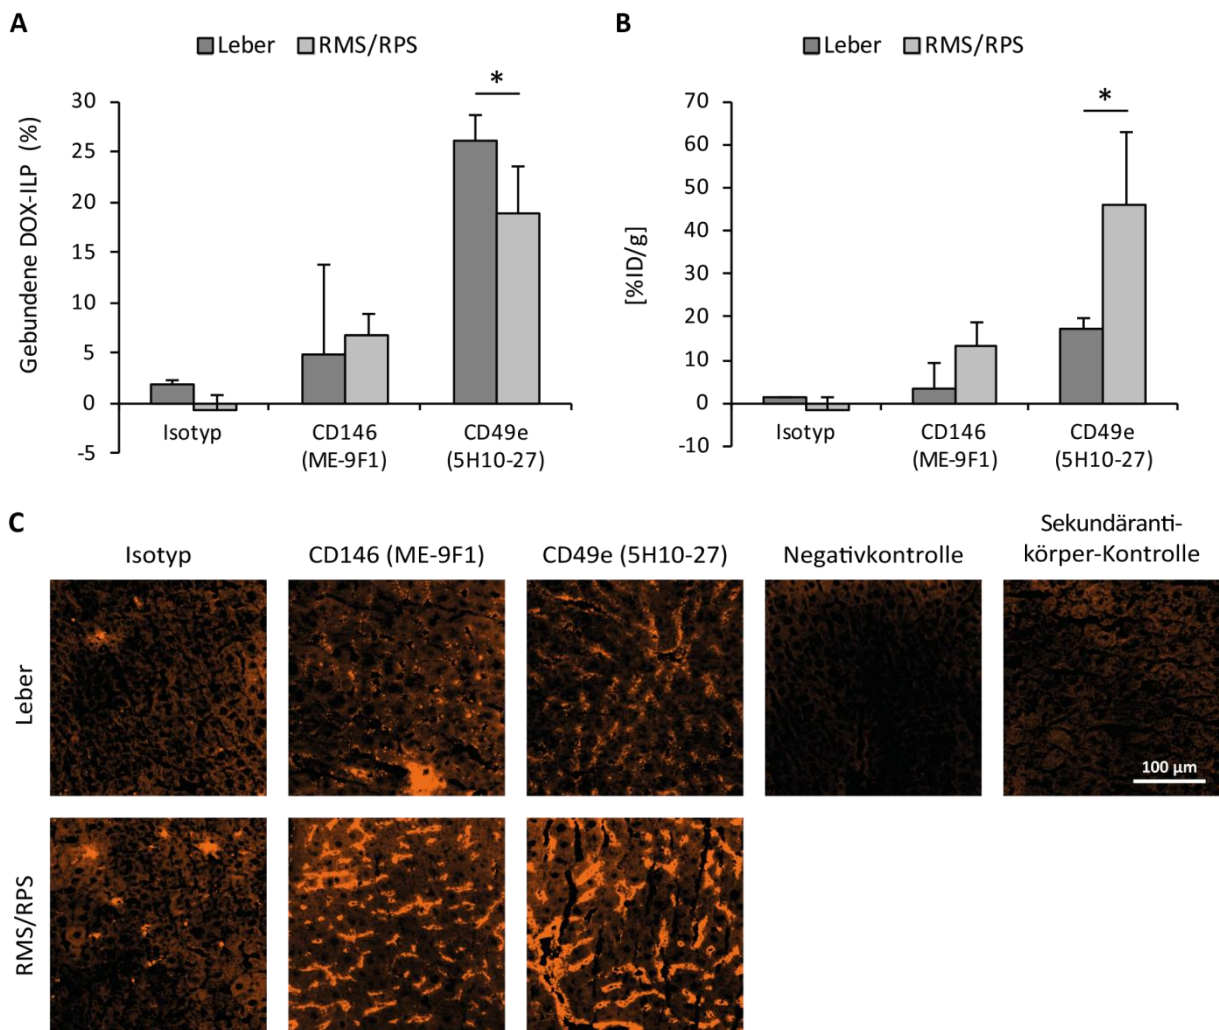 A
Leber RMS/RPS
Gebundene DOX-ILP (%)
30
25
20
15
10
5
0
-5
*
Isotyp
CD146
(ME-9F1)
CD49e
(5H10-27)
B
Leber RMS/RPS
[%ID/g]
70
60
50
40
30
20
10
0
-10
*
Isotyp
CD146
(ME-9F1)
CD49e
(5H10-27)
C
Isotyp
CD146 (ME-9F1)
CD49e (5H10-27)
Negativkontrolle
Sekundäranti-
körper-Kontrolle
Leber
100 µm
RMS/RPS